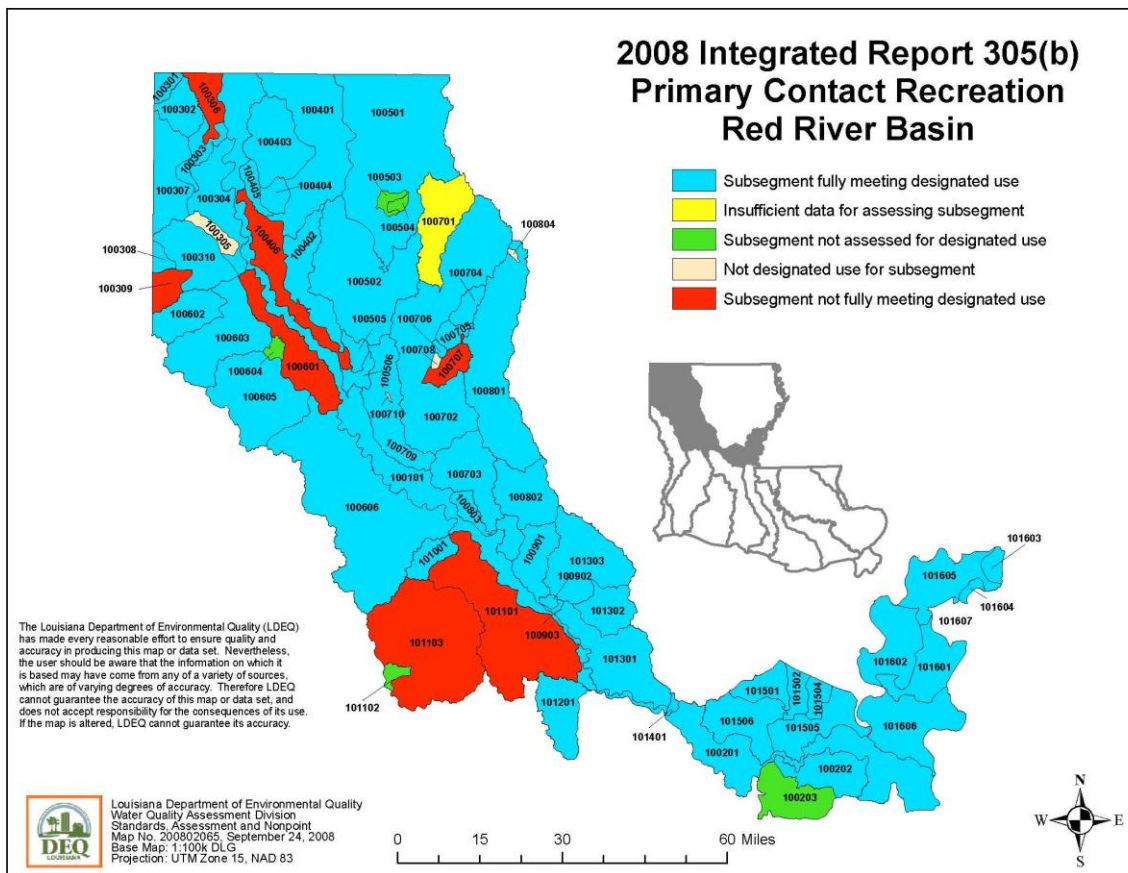 2008 Integrated Report 305(b)
Primary Contact Recreation
Red River Basin
Subsegment fully meeting designated use
Insufficient data for assessing subsegment
Subsegment not assessed for designated use
Not designated use for subsegment
Subsegment not fully meeting designated use
100301
100302
100306
100303
100307
100304
100305
100308
100310
100309
100401
100403
100405
100404
100406
100402
100501
100503
100504
100502
100505
100506
100701
100704
100804
100706
100705
100708
100707
100801
100602
100603
100604
100601
100605
100710
100702
100709
100101
100703
100803
100802
100606
101001
100901
101303
100902
101302
101101
100903
101103
101301
101102
101201
101401
101501
101502
101504
101506
101505
100201
100202
100203
101603
101605
101604
101607
101602
101601
101606
The Louisiana Department of Environmental Quality (LDEQ)
has made every reasonable effort to ensure quality and
accuracy in producing this map or data set. Nevertheless,
the user should be aware that the information on which it
is based may have come from any of a variety of sources,
which are of varying degrees of accuracy. Therefore LDEQ
cannot guarantee the accuracy of this map or data set, and
does not accept responsibility for the consequences of its use.
If the map is altered, LDEQ cannot guarantee its accuracy.
DEQ
LOUISIANA
Louisiana Department of Environmental Quality
Water Quality Assessment Division
Standards, Assessment and Nonpoint
Map No. 200802065, September 24, 2008
Base Map: 1:100k DLG
Projection: UTM Zone 15, NAD 83
0 15 30 60 Miles
N
W E
S